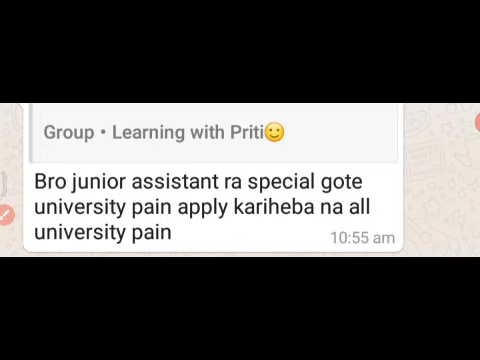 Group • Learning with Priti🙂
Bro junior assistant ra special gote
university pain apply kariheba na all
university pain
10:55 am